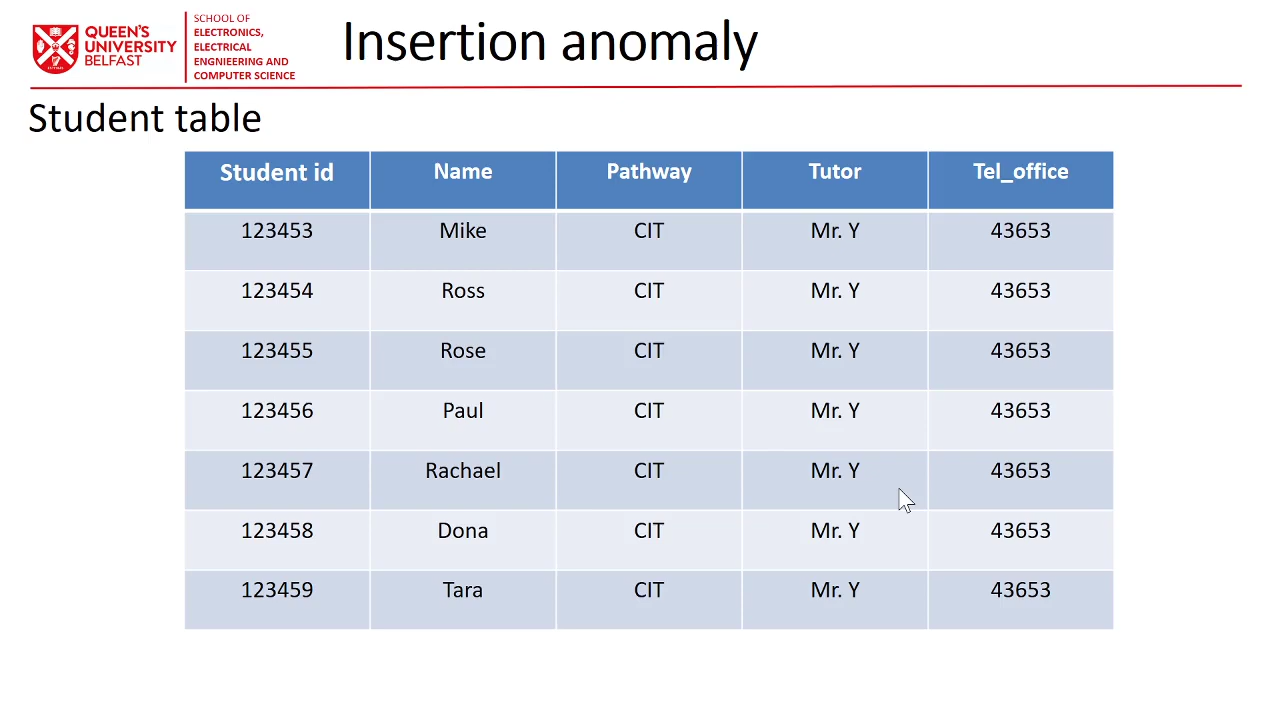 QUEEN'S
UNIVERSITY
BELFAST
SCHOOL OF
ELECTRONICS,
ELECTRICAL
ENGNIEERING AND
COMPUTER SCIENCE
Insertion anomaly
Student table
Student id Name Pathway Tutor Tel_office
123453 Mike CIT Mr. Y 43653
123454 Ross CIT Mr. Y 43653
123455 Rose CIT Mr. Y 43653
123456 Paul CIT Mr. Y 43653
123457 Rachael CIT Mr. Y 43653
123458 Dona CIT Mr. Y 43653
123459 Tara CIT Mr. Y 43653